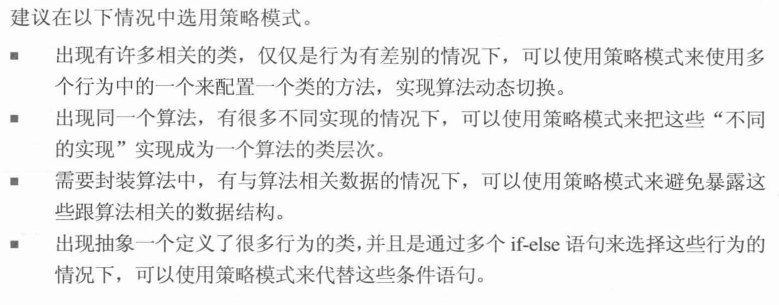 建议在以下情况中选用策略模式。
■ 出现有许多相关的类，仅仅是行为有差别的情况下，可以使用策略模式来使用多
个行为中的一个来配置一个类的方法，实现算法动态切换。
■ 出现同一个算法，有很多不同实现的情况下，可以使用策略模式来把这些“不同
的实现”实现成为一个算法的类层次。
■ 需要封装算法中，有与算法相关数据的情况下，可以使用策略模式来避免暴露这
些跟算法相关的数据结构。
■ 出现抽象一个定义了很多行为的类，并且是通过多个 if-else 语句来选择这些行为的
情况下，可以使用策略模式来代替这些条件语句。